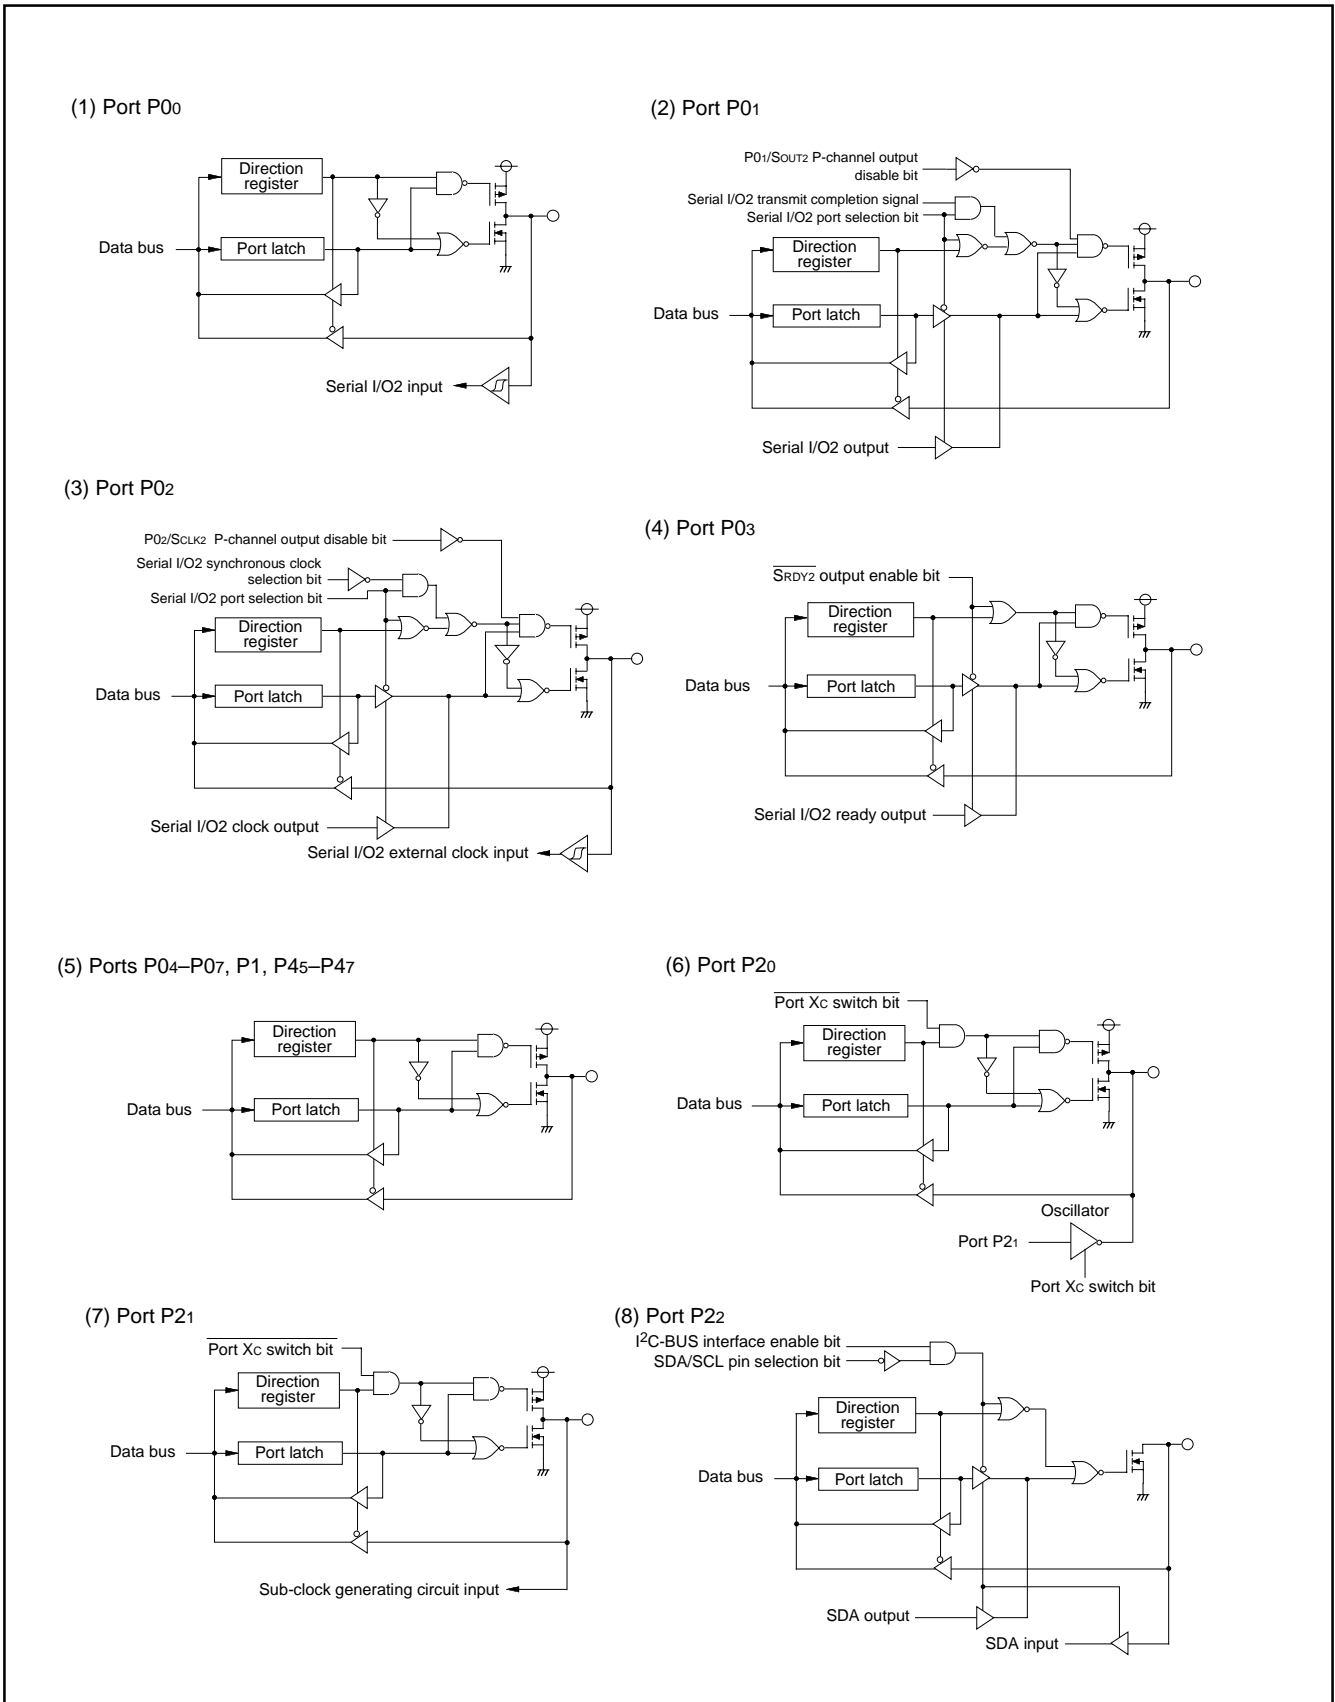 (1) Port P00
Direction
register
Data bus
Port latch
Serial I/O2 input
(2) Port P01
P01/SOUT2 P-channel output
disable bit
Serial I/O2 transmit completion signal
Serial I/O2 port selection bit
Direction
register
Data bus
Port latch
Serial I/O2 output
(3) Port P02
P02/SCLK2 P-channel output disable bit
Serial I/O2 synchronous clock
selection bit
Serial I/O2 port selection bit
Direction
register
Data bus
Port latch
Serial I/O2 clock output
Serial I/O2 external clock input
(4) Port P03
SRDY2 output enable bit
Direction
register
Data bus
Port latch
Serial I/O2 ready output
(5) Ports P04–P07, P1, P45–P47
Direction
register
Data bus
Port latch
(6) Port P20
Port XC switch bit
Direction
register
Data bus
Port latch
Oscillator
Port P21
Port XC switch bit
(7) Port P21
Port XC switch bit
Direction
register
Data bus
Port latch
Sub-clock generating circuit input
(8) Port P22
I2C-BUS interface enable bit
SDA/SCL pin selection bit
Direction
register
Data bus
Port latch
SDA output
SDA input